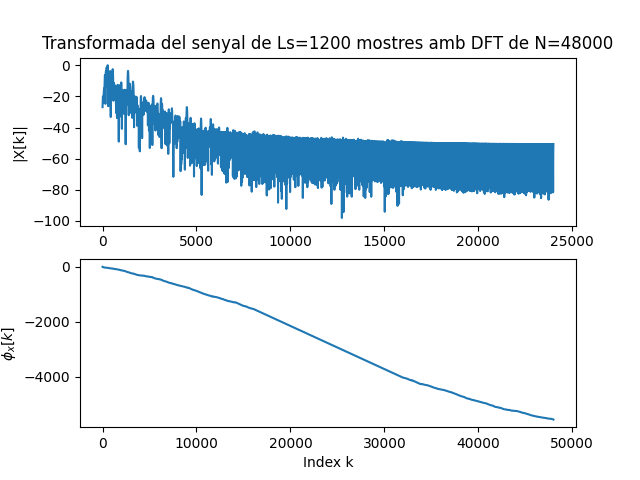 Transformada del senyal de Ls=1200 mostres amb DFT de N=48000
|X[k]|
0
−20
−40
−60
−80
−100
0 5000 10000 15000 20000 25000
ϕx[k]
0
−2000
−4000
0 10000 20000 30000 40000 50000
Index k